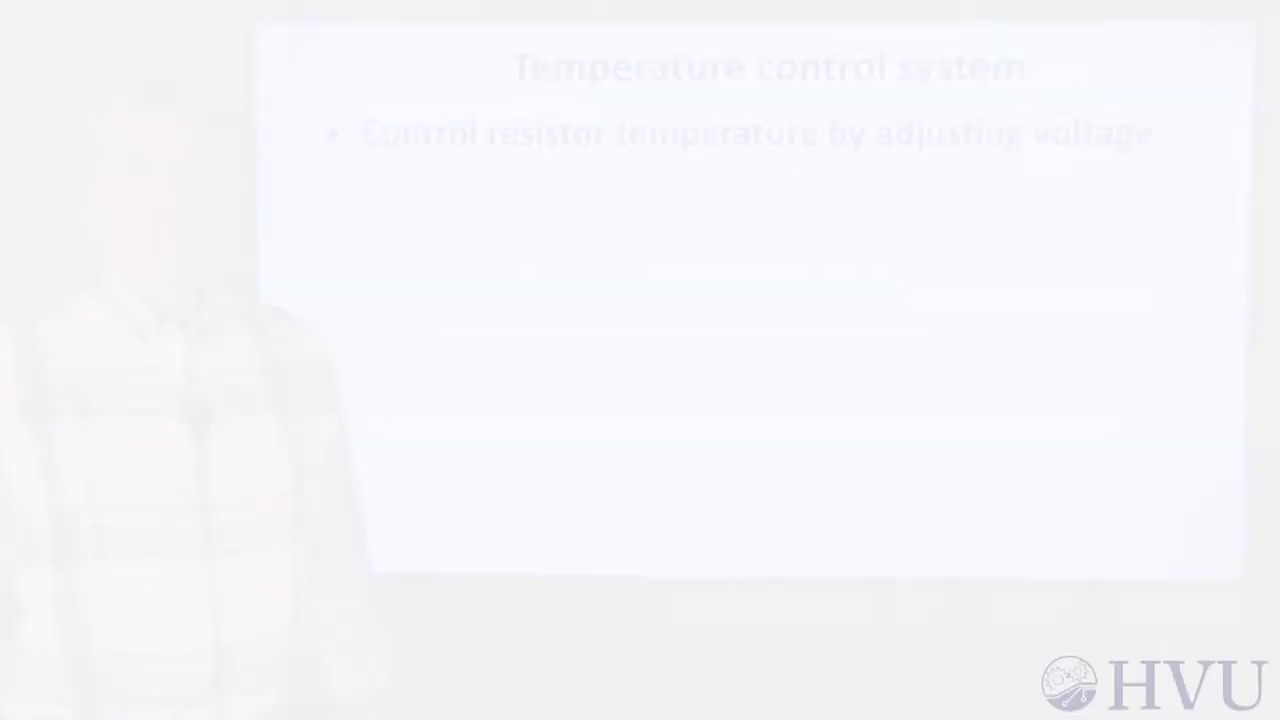 Temperature control system
• Control resistor temperature by adjusting voltage
HVU